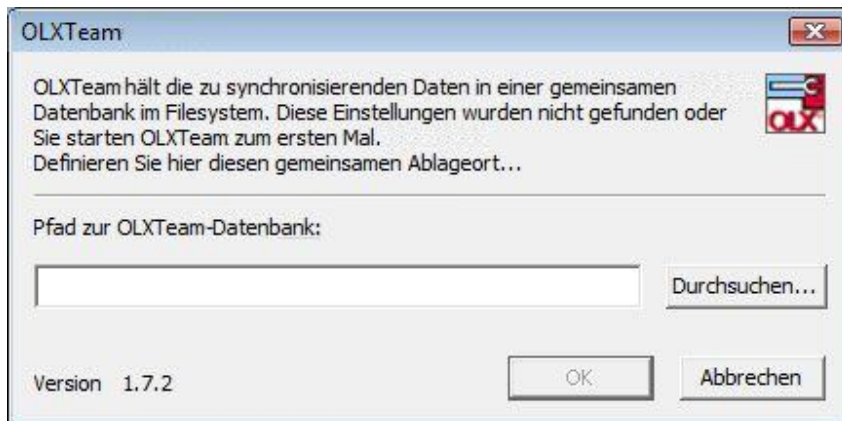 OLXTeam
OLXTeam hält die zu synchronisierenden Daten in einer gemeinsamen
Datenbank im Filesystem. Diese Einstellungen wurden nicht gefunden oder
Sie starten OLXTeam zum ersten Mal.
Definieren Sie hier diesen gemeinsamen Ablageort...
OLX
Pfad zur OLXTeam-Datenbank:
Durchsuchen...
Version 1.7.2
OK
Abbrechen